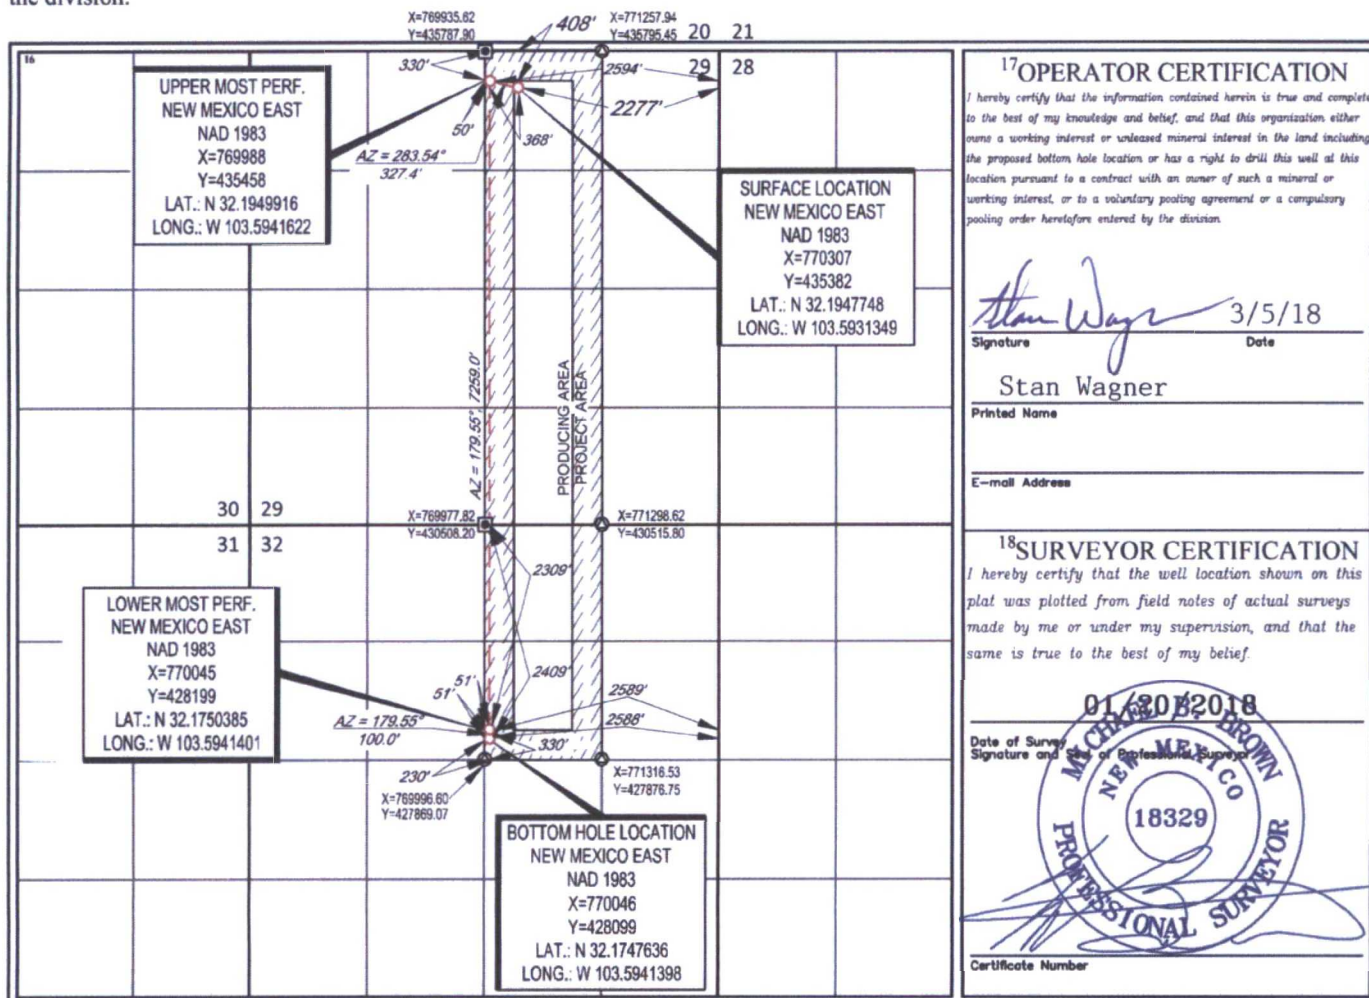 the division.
X=769935.62
Y=435787.90
408'
X=771257.94
Y=435795.45
20 21
29 28
16
330'
2594'
2277'
50'
368'
AZ = 283.54°
327.4'
UPPER MOST PERF.
NEW MEXICO EAST
NAD 1983
X=769988
Y=435458
LAT.: N 32.1949916
LONG.: W 103.5941622
SURFACE LOCATION
NEW MEXICO EAST
NAD 1983
X=770307
Y=435382
LAT.: N 32.1947748
LONG.: W 103.5931349
AZ = 179.55°, 7259.0'
PRODUCING AREA
PROJECT AREA
30 29
31 32
X=769977.82
Y=430508.20
X=771298.62
Y=430515.80
2309'
2409'
LOWER MOST PERF.
NEW MEXICO EAST
NAD 1983
X=770045
Y=428199
LAT.: N 32.1750385
LONG.: W 103.5941401
51'
51'
AZ = 179.55°
100.0'
2589'
2588'
330'
230'
X=769996.60
Y=427869.07
X=771316.53
Y=427876.75
BOTTOM HOLE LOCATION
NEW MEXICO EAST
NAD 1983
X=770046
Y=428099
LAT.: N 32.1747636
LONG.: W 103.5941398
17 OPERATOR CERTIFICATION
I hereby certify that the information contained herein is true and complete
to the best of my knowledge and belief, and that this organization either
owns a working interest or unleased mineral interest in the land including
the proposed bottom hole location or has a right to drill this well at this
location pursuant to a contract with an owner of such a mineral or
working interest, or to a voluntary pooling agreement or a compulsory
pooling order heretofore entered by the division.
Stan Wagner 3/5/18
Signature Date
Stan Wagner
Printed Name
E-mail Address
18 SURVEYOR CERTIFICATION
I hereby certify that the well location shown on this
plat was plotted from field notes of actual surveys
made by me or under my supervision, and that the
same is true to the best of my belief.
01/20/2018
Date of Survey
Signature and Seal of Professional Surveyor
MICHAEL B. BROWN
NEW MEXICO
18329
PROFESSIONAL SURVEYOR
Certificate Number